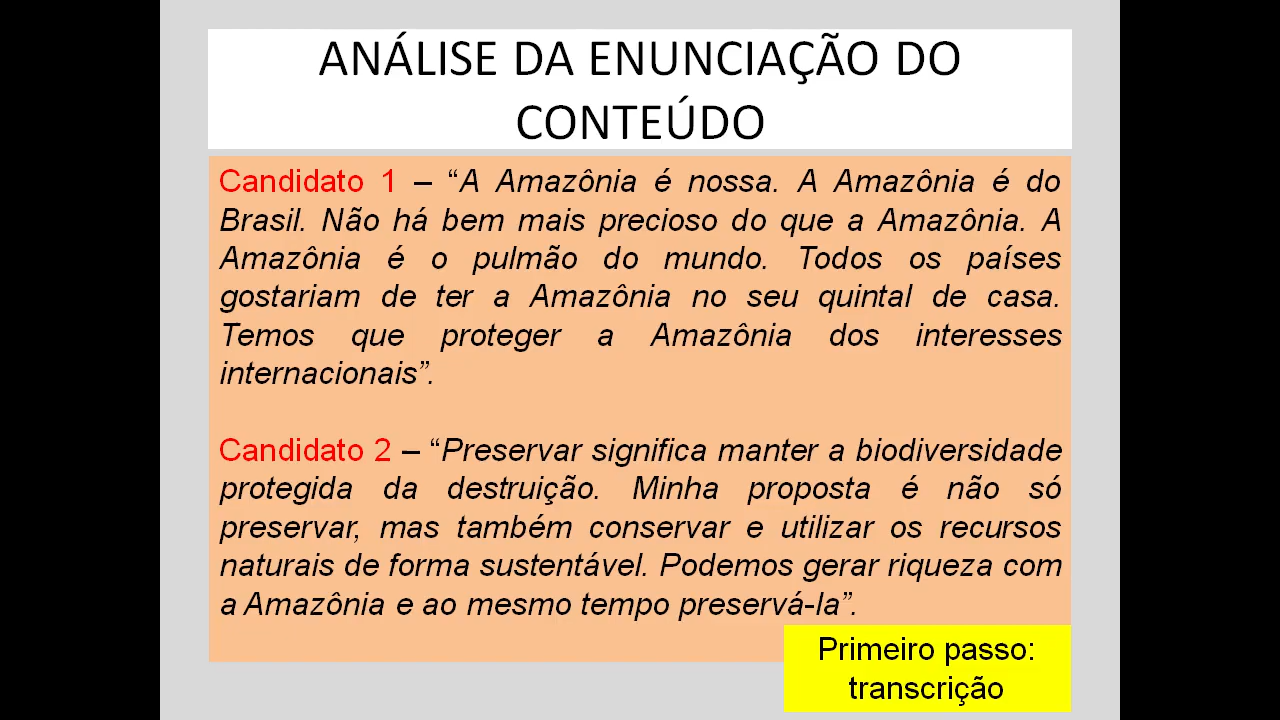 ANÁLISE DA ENUNCIAÇÃO DO
CONTEÚDO
Candidato 1 – “A Amazônia é nossa. A Amazônia é do
Brasil. Não há bem mais precioso do que a Amazônia. A
Amazônia é o pulmão do mundo. Todos os países
gostariam de ter a Amazônia no seu quintal de casa.
Temos que proteger a Amazônia dos interesses
internacionais”.
Candidato 2 – “Preservar significa manter a biodiversidade
protegida da destruição. Minha proposta é não só
preservar, mas também conservar e utilizar os recursos
naturais de forma sustentável. Podemos gerar riqueza com
a Amazônia e ao mesmo tempo preservá-la”.
Primeiro passo:
transcrição